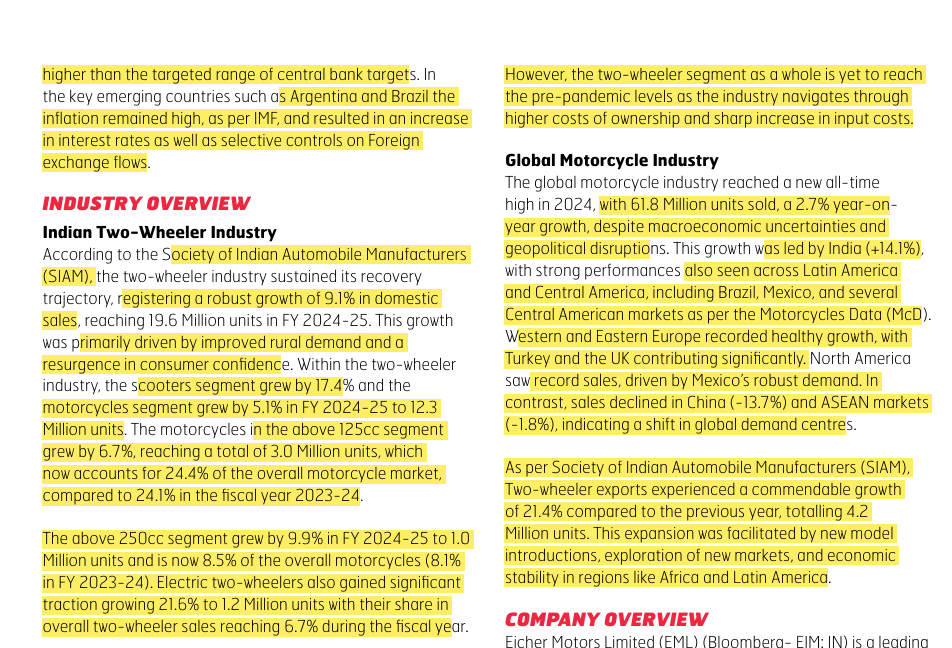 higher than the targeted range of central bank targets. In
the key emerging countries such as Argentina and Brazil the
inflation remained high, as per IMF, and resulted in an increase
in interest rates as well as selective controls on Foreign
exchange flows.
INDUSTRY OVERVIEW
Indian Two-Wheeler Industry
According to the Society of Indian Automobile Manufacturers
(SIAM), the two-wheeler industry sustained its recovery
trajectory, registering a robust growth of 9.1% in domestic
sales, reaching 19.6 Million units in FY 2024-25. This growth
was primarily driven by improved rural demand and a
resurgence in consumer confidence. Within the two-wheeler
industry, the scooters segment grew by 17.4% and the
motorcycles segment grew by 5.1% in FY 2024-25 to 12.3
Million units. The motorcycles in the above 125cc segment
grew by 6.7%, reaching a total of 3.0 Million units, which
now accounts for 24.4% of the overall motorcycle market,
compared to 24.1% in the fiscal year 2023-24.
The above 250cc segment grew by 9.9% in FY 2024-25 to 1.0
Million units and is now 8.5% of the overall motorcycles (8.1%
in FY 2023-24). Electric two-wheelers also gained significant
traction growing 21.6% to 1.2 Million units with their share in
overall two-wheeler sales reaching 6.7% during the fiscal year.
However, the two-wheeler segment as a whole is yet to reach
the pre-pandemic levels as the industry navigates through
higher costs of ownership and sharp increase in input costs.
Global Motorcycle Industry
The global motorcycle industry reached a new all-time
high in 2024, with 61.8 Million units sold, a 2.7% year-on-
year growth, despite macroeconomic uncertainties and
geopolitical disruptions. This growth was led by India (+14.1%),
with strong performances also seen across Latin America
and Central America, including Brazil, Mexico, and several
Central American markets as per the Motorcycles Data (McD).
Western and Eastern Europe recorded healthy growth, with
Turkey and the UK contributing significantly. North America
saw record sales, driven by Mexico's robust demand. In
contrast, sales declined in China (-13.7%) and ASEAN markets
(-1.8%), indicating a shift in global demand centres.
As per Society of Indian Automobile Manufacturers (SIAM),
Two-wheeler exports experienced a commendable growth
of 21.4% compared to the previous year, totalling 4.2
Million units. This expansion was facilitated by new model
introductions, exploration of new markets, and economic
stability in regions like Africa and Latin America.
COMPANY OVERVIEW
Eicher Motors Limited (EML) (Bloomberg- EIM: IN) is a leading